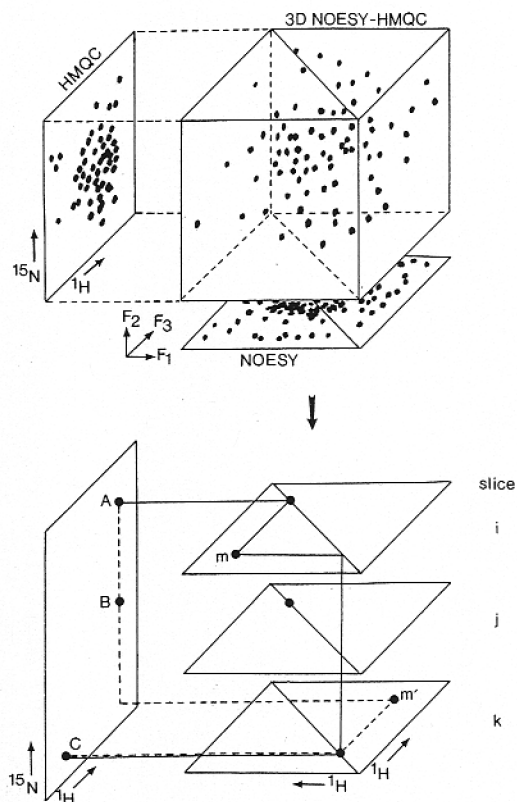 3D NOESY-HMQC
HMQC
15N
1H
F2
F3
F1
NOESY
slice
A
i
m
B
j
m'
k
C
15N
1H
1H
1H